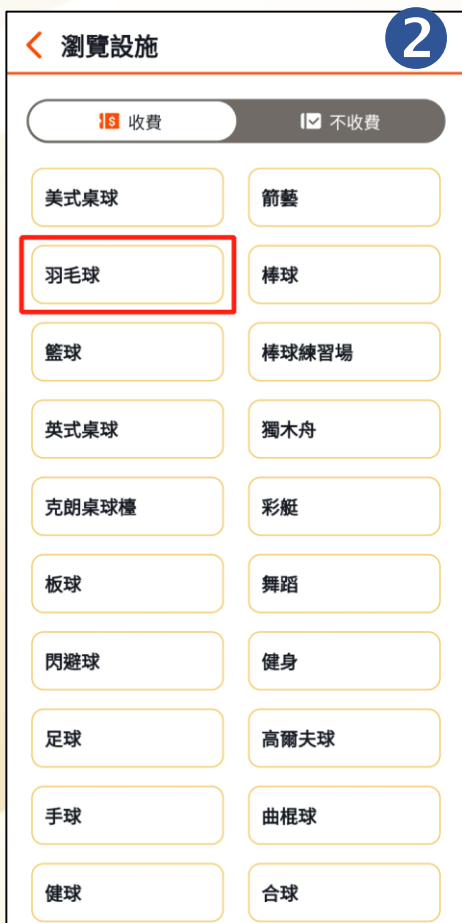 瀏覽設施
2
收費 不收費
美式桌球 箭藝
羽毛球 棒球
籃球 棒球練習場
英式桌球 獨木舟
克朗桌球檯 彩艇
板球 舞蹈
閃避球 健身
足球 高爾夫球
手球 曲棍球
健球 合球